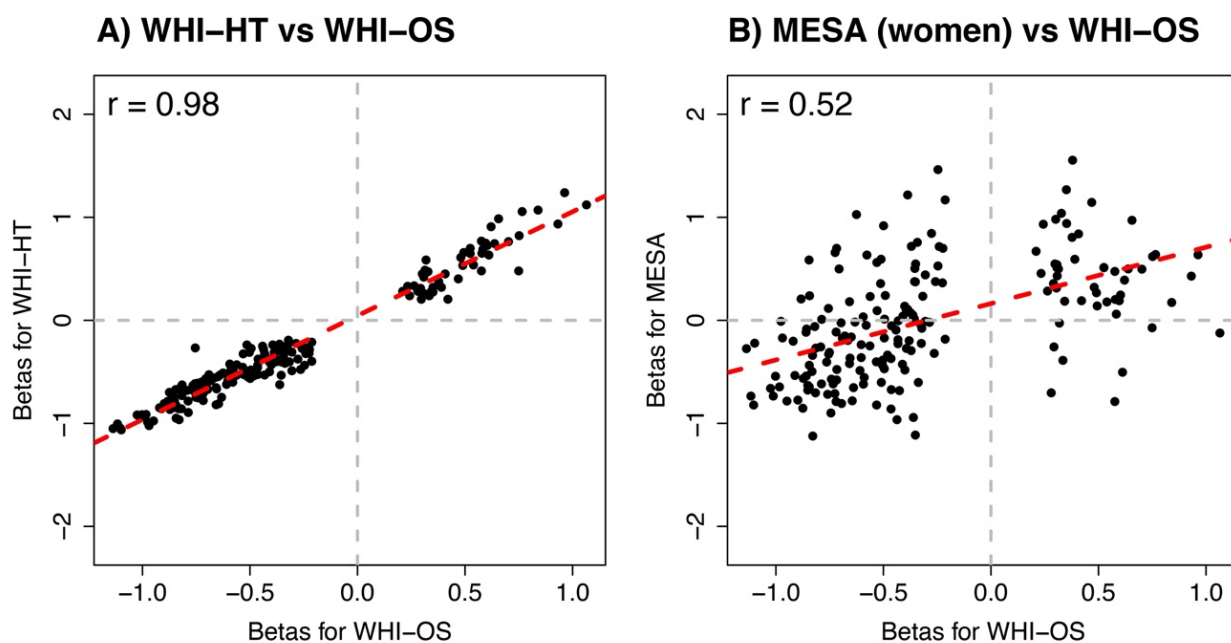 A) WHI–HT vs WHI–OS
r = 0.98
Betas for WHI–HT
2
1
0
−1
−2
−1.0 −0.5 0.0 0.5 1.0
Betas for WHI–OS
B) MESA (women) vs WHI–OS
r = 0.52
Betas for MESA
2
1
0
−1
−2
−1.0 −0.5 0.0 0.5 1.0
Betas for WHI–OS